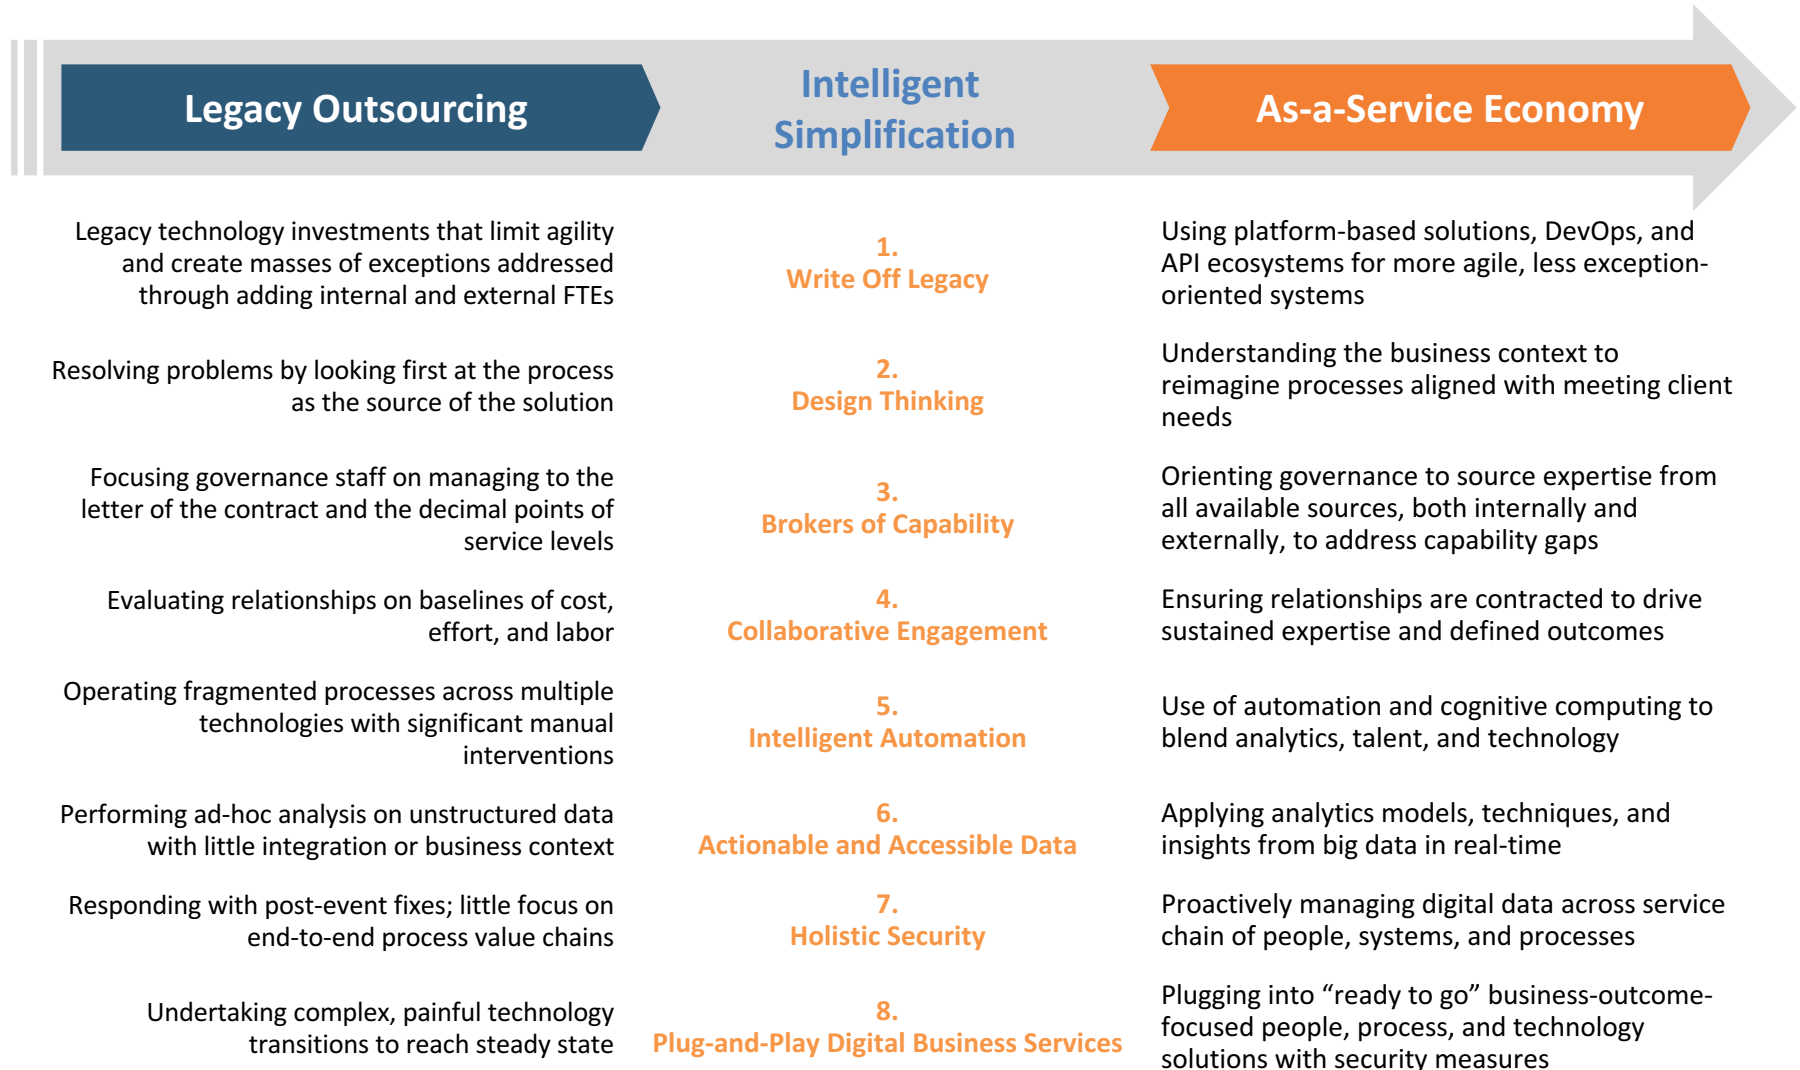 Legacy Outsourcing
Intelligent
Simplification
As-a-Service Economy
Legacy technology investments that limit agility
and create masses of exceptions addressed
through adding internal and external FTEs
1.
Write Off Legacy
Using platform-based solutions, DevOps, and
API ecosystems for more agile, less exception-
oriented systems
Resolving problems by looking first at the process
as the source of the solution
2.
Design Thinking
Understanding the business context to
reimagine processes aligned with meeting client
needs
Focusing governance staff on managing to the
letter of the contract and the decimal points of
service levels
3.
Brokers of Capability
Orienting governance to source expertise from
all available sources, both internally and
externally, to address capability gaps
Evaluating relationships on baselines of cost,
effort, and labor
4.
Collaborative Engagement
Ensuring relationships are contracted to drive
sustained expertise and defined outcomes
Operating fragmented processes across multiple
technologies with significant manual
interventions
5.
Intelligent Automation
Use of automation and cognitive computing to
blend analytics, talent, and technology
Performing ad-hoc analysis on unstructured data
with little integration or business context
6.
Actionable and Accessible Data
Applying analytics models, techniques, and
insights from big data in real-time
Responding with post-event fixes; little focus on
end-to-end process value chains
7.
Holistic Security
Proactively managing digital data across service
chain of people, systems, and processes
Undertaking complex, painful technology
transitions to reach steady state
8.
Plug-and-Play Digital Business Services
Plugging into “ready to go” business-outcome-
focused people, process, and technology
solutions with security measures